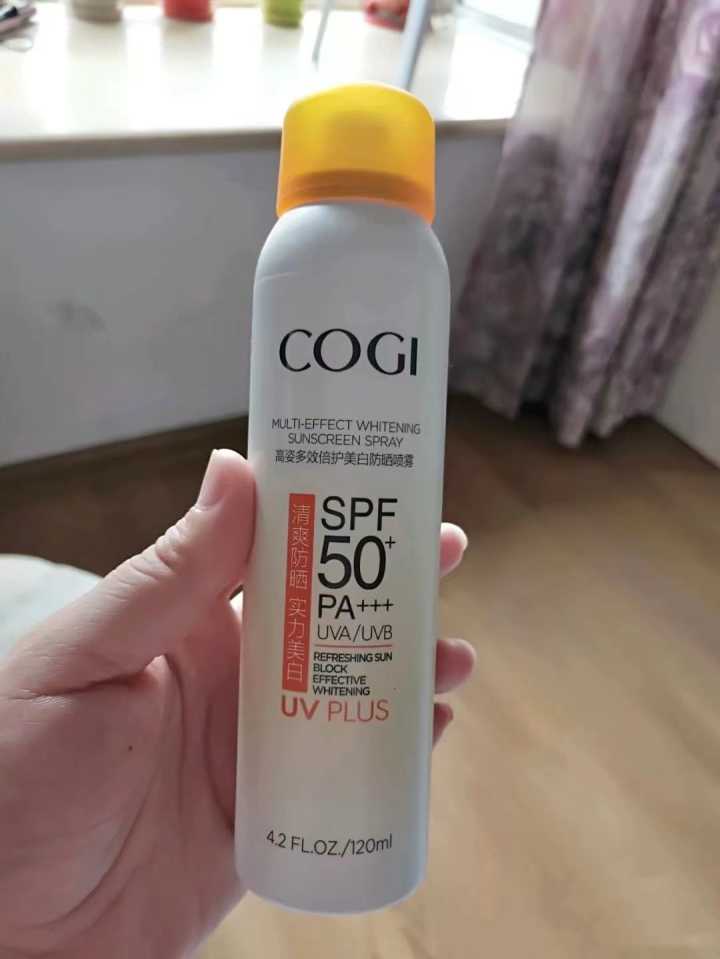 COGI
MULTI-EFFECT WHITENING
SUNSCREEN SPRAY
高姿多效倍护美白防晒喷雾
清爽防晒 实力美白
SPF
50+
PA+++
UVA/UVB
REFRESHING SUN
BLOCK
EFFECTIVE
WHITENING
UV PLUS
4.2 FL.OZ./120ml